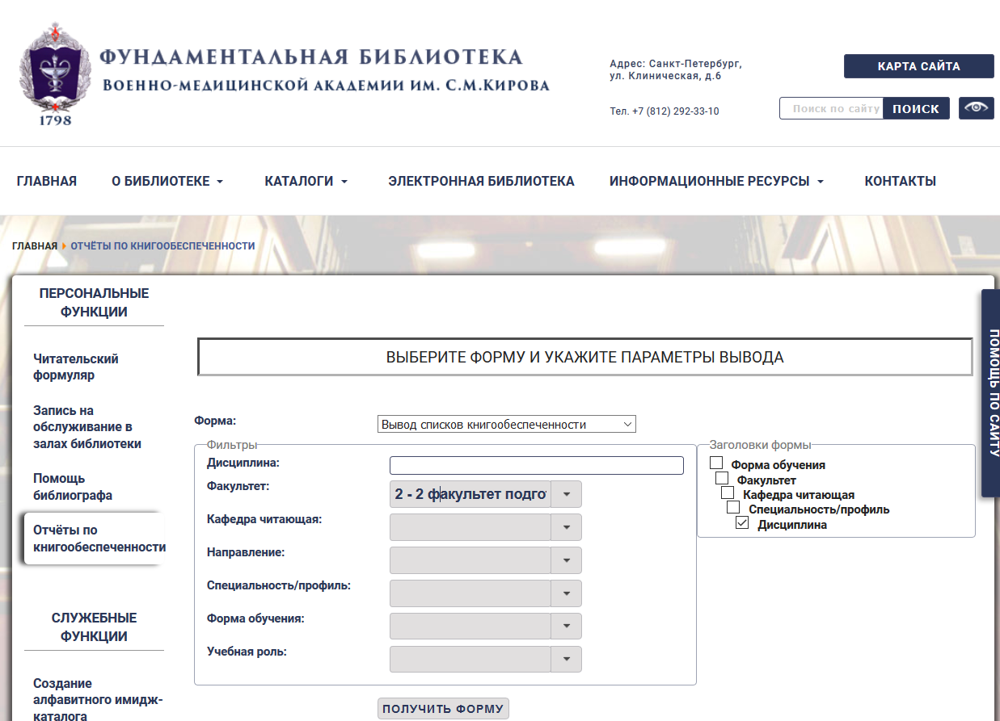 ФУНДАМЕНТАЛЬНАЯ БИБЛИОТЕКА
ВОЕННО-МЕДИЦИНСКОЙ АКАДЕМИИ ИМ. С.М.КИРОВА
1798
Адрес: Санкт-Петербург,
ул. Клиническая, д.6
Тел. +7 (812) 292-33-10
КАРТА САЙТА
Поиск по сайту
ПОИСК
ГЛАВНАЯ
О БИБЛИОТЕКЕ
КАТАЛОГИ
ЭЛЕКТРОННАЯ БИБЛИОТЕКА
ИНФОРМАЦИОННЫЕ РЕСУРСЫ
КОНТАКТЫ
ГЛАВНАЯ
ОТЧЁТЫ ПО КНИГООБЕСПЕЧЕННОСТИ
ПЕРСОНАЛЬНЫЕ
ФУНКЦИИ
Читательский
формуляр
Запись на
обслуживание в
залах библиотеки
Помощь
библиографа
Отчёты по
книгообеспеченности
СЛУЖЕБНЫЕ
ФУНКЦИИ
Создание
алфавитного имидж-
каталога
ВЫБЕРИТЕ ФОРМУ И УКАЖИТЕ ПАРАМЕТРЫ ВЫВОДА
Форма:
Вывод списков книгообеспеченности
Фильтры
Дисциплина:
Факультет:
2 - 2 факультет подго
Кафедра читающая:
Направление:
Специальность/профиль:
Форма обучения:
Учебная роль:
ПОЛУЧИТЬ ФОРМУ
Заголовки формы
Форма обучения
Факультет
Кафедра читающая
Специальность/профиль
Дисциплина
ПОМОЩЬ ПО САЙТУ